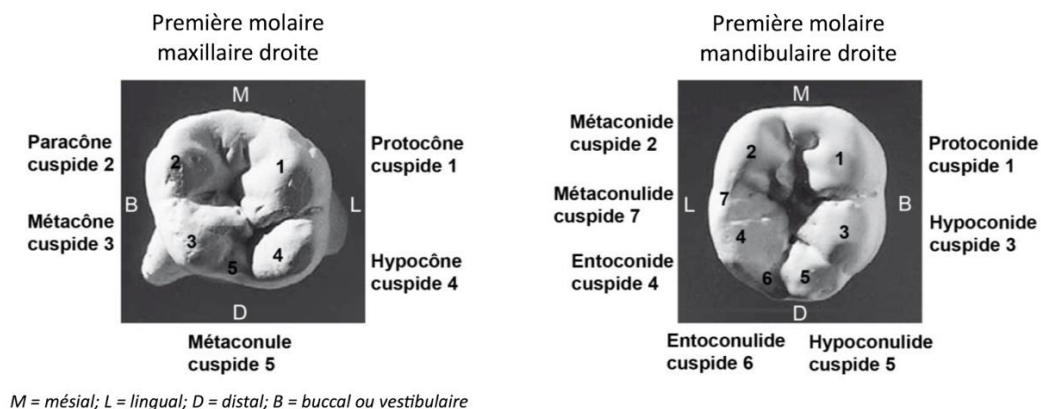 Première molaire
maxillaire droite
M
Paracône
cuspide 2
Protocône
cuspide 1
2
1
B
L
Métacône
cuspide 3
3
4
5
Hypocône
cuspide 4
D
Métaconule
cuspide 5
Première molaire
mandibulaire droite
M
Métaconide
cuspide 2
Protoconide
cuspide 1
2
1
Métaconulide
cuspide 7
7
L
B
Hypoconide
cuspide 3
4
3
Entoconide
cuspide 4
6
5
D
Entoconulide
cuspide 6
Hypoconulide
cuspide 5
M = mésial; L = lingual; D = distal; B = buccal ou vestibulaire